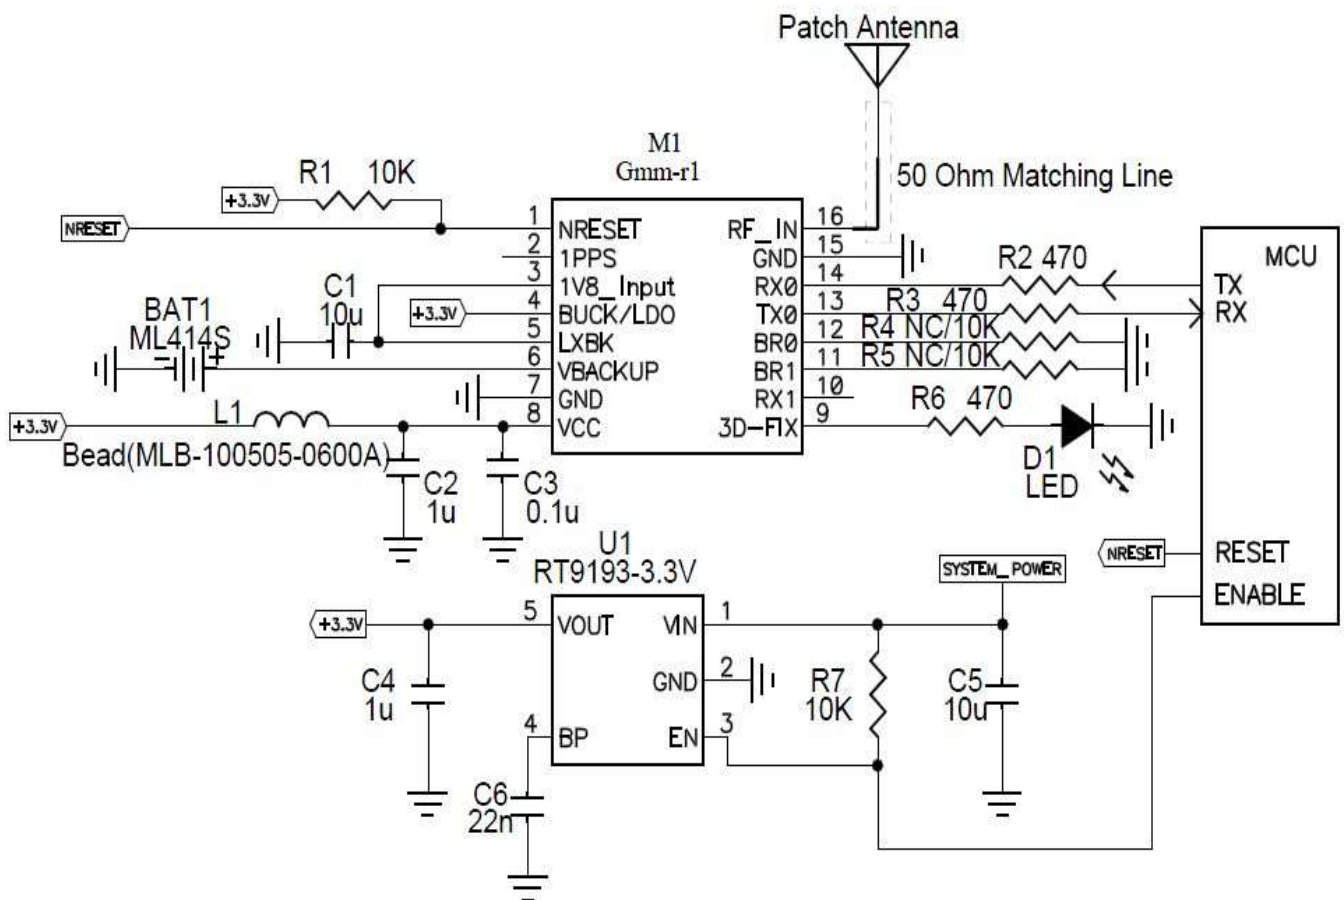 Patch Antenna
M1
Gmm-r1
50 Ohm Matching Line
R1 10K
+3.3V
NRESET
1 NRESET
2 1PPS
3 1V8_Input
4 BUCK/LDO
5 LXBK
6 VBACKUP
7 GND
8 VCC
RF_IN 16
GND 15
RX0 14
TX0 13
BR0 12
BR1 11
RX1 10
3D-FIX 9
C1
10u
+3.3V
BAT1
ML414S
- +
+3.3V
L1
Bead(MLB-100505-0600A)
C2
1u
C3
0.1u
R2 470
R3 470
R4 NC/10K
R5 NC/10K
R6 470
D1
LED
MCU
TX
RX
RESET
ENABLE
NRESET
U1
RT9193-3.3V
SYSTEM_POWER
+3.3V
5 VOUT
4 BP
VIN 1
GND 2
EN 3
C4
1u
C6
22n
R7
10K
C5
10u